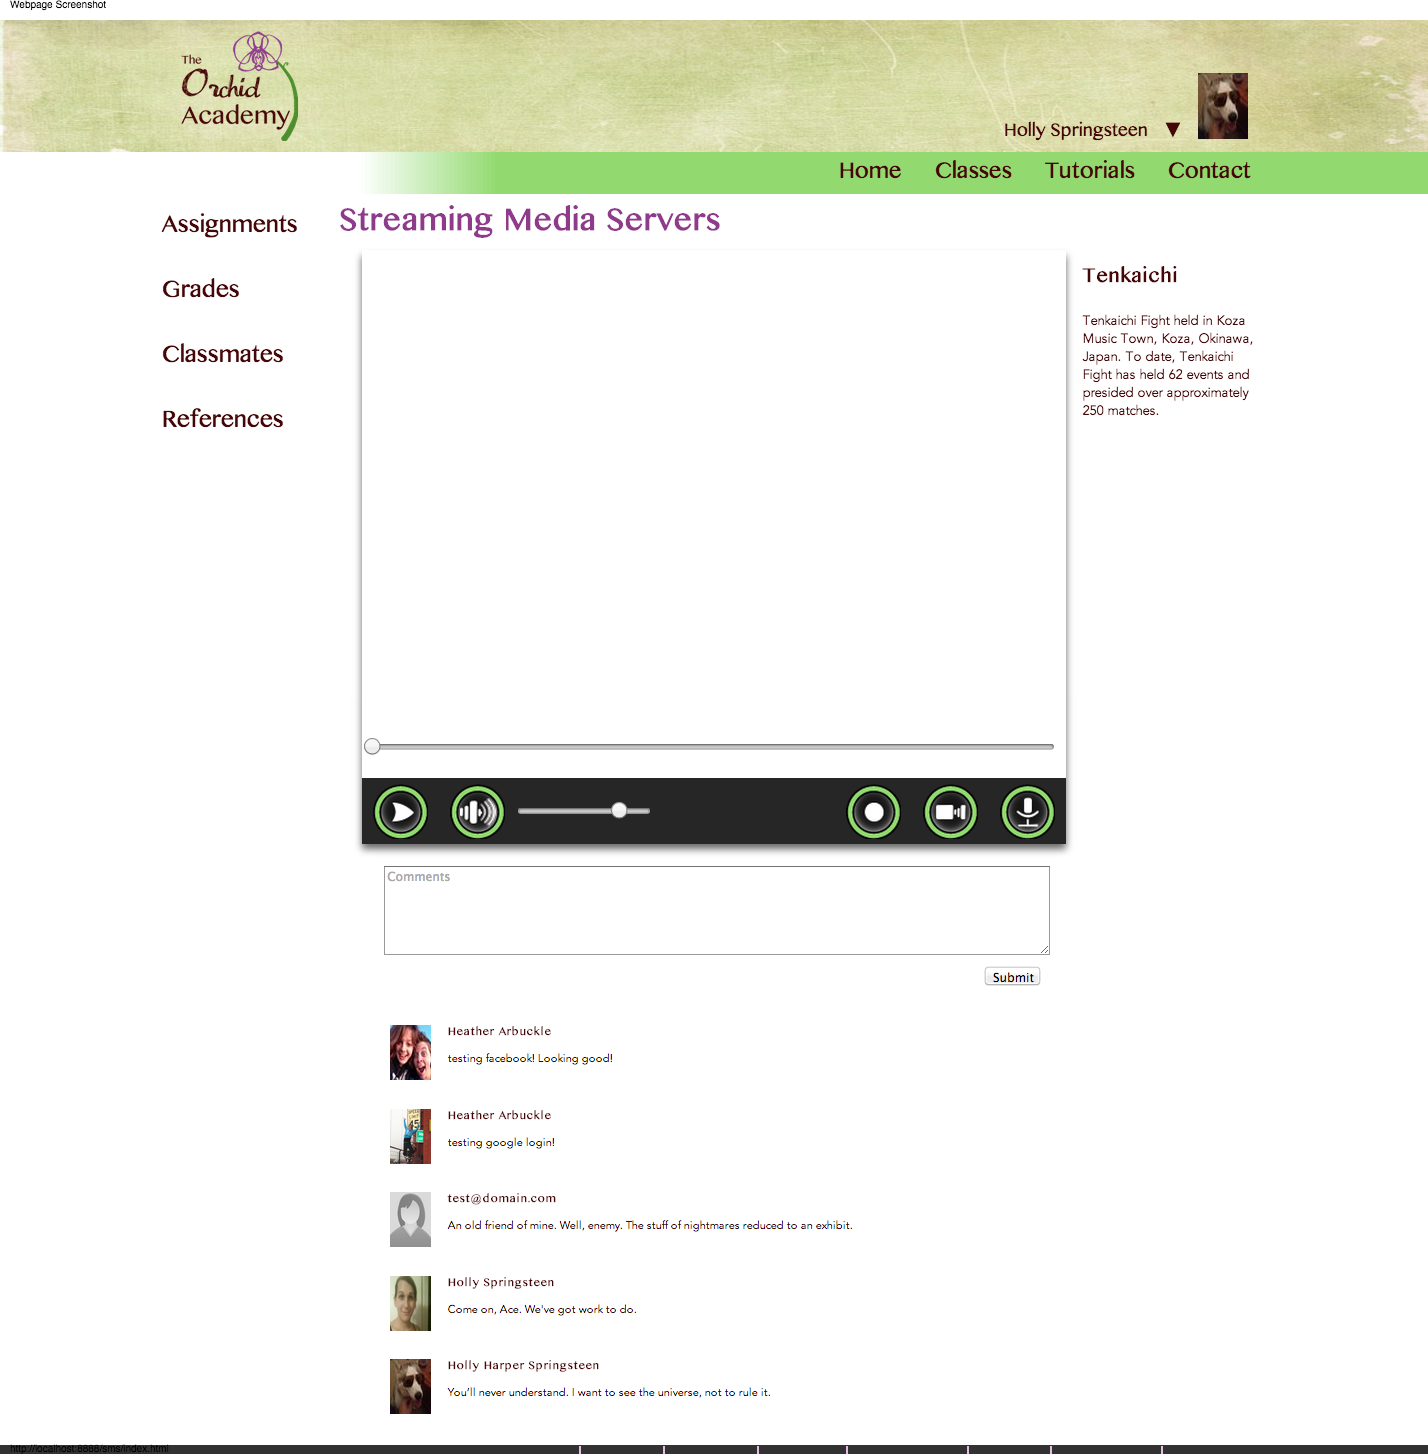 Webpage Screenshot
The
Orchid
Academy
Holly Springsteen ▼
Home Classes Tutorials Contact
Assignments
Grades
Classmates
References
Streaming Media Servers
Tenkaichi
Tenkaichi Fight held in Koza
Music Town, Koza, Okinawa,
Japan. To date, Tenkaichi
Fight has held 62 events and
presided over approximately
250 matches.
Comments
Submit
Heather Arbuckle
testing facebook! Looking good!
Heather Arbuckle
testing google login!
test@domain.com
An old friend of mine. Well, enemy. The stuff of nightmares reduced to an exhibit.
Holly Springsteen
Come on, Ace. We've got work to do.
Holly Harper Springsteen
You'll never understand. I want to see the universe, not to rule it.
http://localhost:8888/sms/index.html